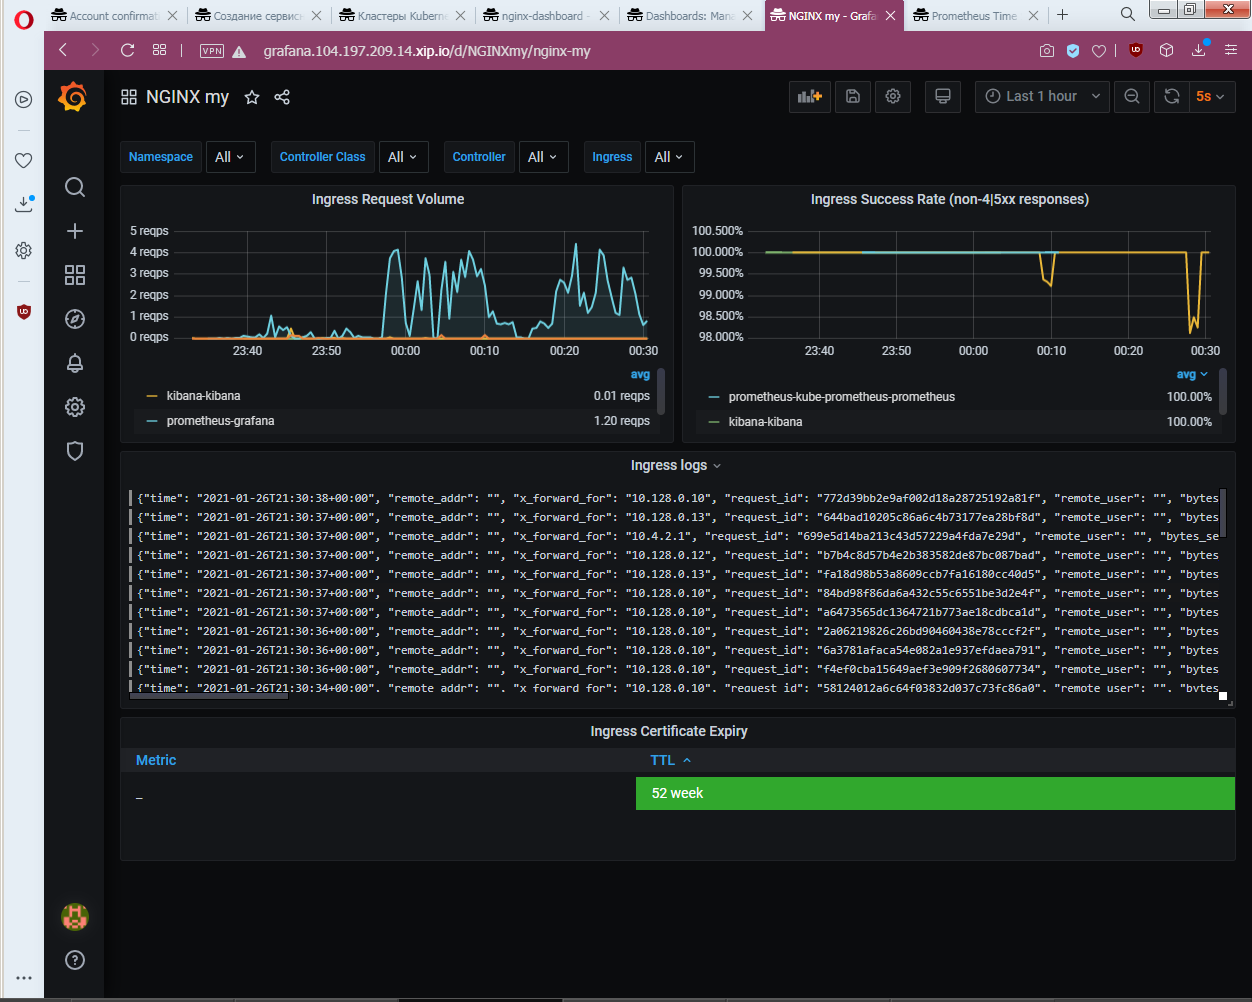 Account confirmat
Создание сервисн
Кластеры Kuberne
nginx-dashboard -
Dashboards: Mana
NGINX my - Grafa
Prometheus Time
VPN
grafana.104.197.209.14.xip.io/d/NGINXmy/nginx-my
NGINX my
Last 1 hour
5s
Namespace All
Controller Class All
Controller All
Ingress All
Ingress Request Volume
5 reqps
4 reqps
3 reqps
2 reqps
1 reqps
0 reqps
23:40 23:50 00:00 00:10 00:20 00:30
avg
kibana-kibana 0.01 reqps
prometheus-grafana 1.20 reqps
Ingress Success Rate (non-4|5xx responses)
100.500%
100.000%
99.500%
99.000%
98.500%
98.000%
23:40 23:50 00:00 00:10 00:20 00:30
avg
prometheus-kube-prometheus-prometheus 100.00%
kibana-kibana 100.00%
Ingress logs
{"time": "2021-01-26T21:30:38+00:00", "remote_addr": "", "x_forward_for": "10.128.0.10", "request_id": "772d39bb2e9af002d18a28725192a81f", "remote_user": "", "bytes
{"time": "2021-01-26T21:30:37+00:00", "remote_addr": "", "x_forward_for": "10.128.0.13", "request_id": "644bad10205c86a6c4b73177ea28bf8d", "remote_user": "", "bytes
{"time": "2021-01-26T21:30:37+00:00", "remote_addr": "", "x_forward_for": "10.4.2.1", "request_id": "699e5d14ba213c43d57229a4fda7e29d", "remote_user": "", "bytes_se
{"time": "2021-01-26T21:30:37+00:00", "remote_addr": "", "x_forward_for": "10.128.0.12", "request_id": "b7b4c8d57b4e2b383582de87bc087bad", "remote_user": "", "bytes
{"time": "2021-01-26T21:30:37+00:00", "remote_addr": "", "x_forward_for": "10.128.0.13", "request_id": "fa18d98b53a8609ccb7fa16180cc40d5", "remote_user": "", "bytes
{"time": "2021-01-26T21:30:37+00:00", "remote_addr": "", "x_forward_for": "10.128.0.10", "request_id": "84bd98f86da6a432c55c6551be3d2e4f", "remote_user": "", "bytes
{"time": "2021-01-26T21:30:37+00:00", "remote_addr": "", "x_forward_for": "10.128.0.10", "request_id": "a6473565dc1364721b773ae18cdbca1d", "remote_user": "", "bytes
{"time": "2021-01-26T21:30:36+00:00", "remote_addr": "", "x_forward_for": "10.128.0.10", "request_id": "2a06219826c26bd90460438e78cccf2f", "remote_user": "", "bytes
{"time": "2021-01-26T21:30:36+00:00", "remote_addr": "", "x_forward_for": "10.128.0.10", "request_id": "6a3781afaca54e082a1e937efdaea791", "remote_user": "", "bytes
{"time": "2021-01-26T21:30:36+00:00", "remote_addr": "", "x_forward_for": "10.128.0.10", "request_id": "f4ef0cba15649aef3e909f2680607734", "remote_user": "", "bytes
{"time": "2021-01-26T21:30:34+00:00", "remote_addr": "", "x_forward_for": "10.128.0.10", "request_id": "58124012a6c64f03832d037c73fc86a0", "remote_user": "", "bytes
Ingress Certificate Expiry
Metric TTL
_ 52 week